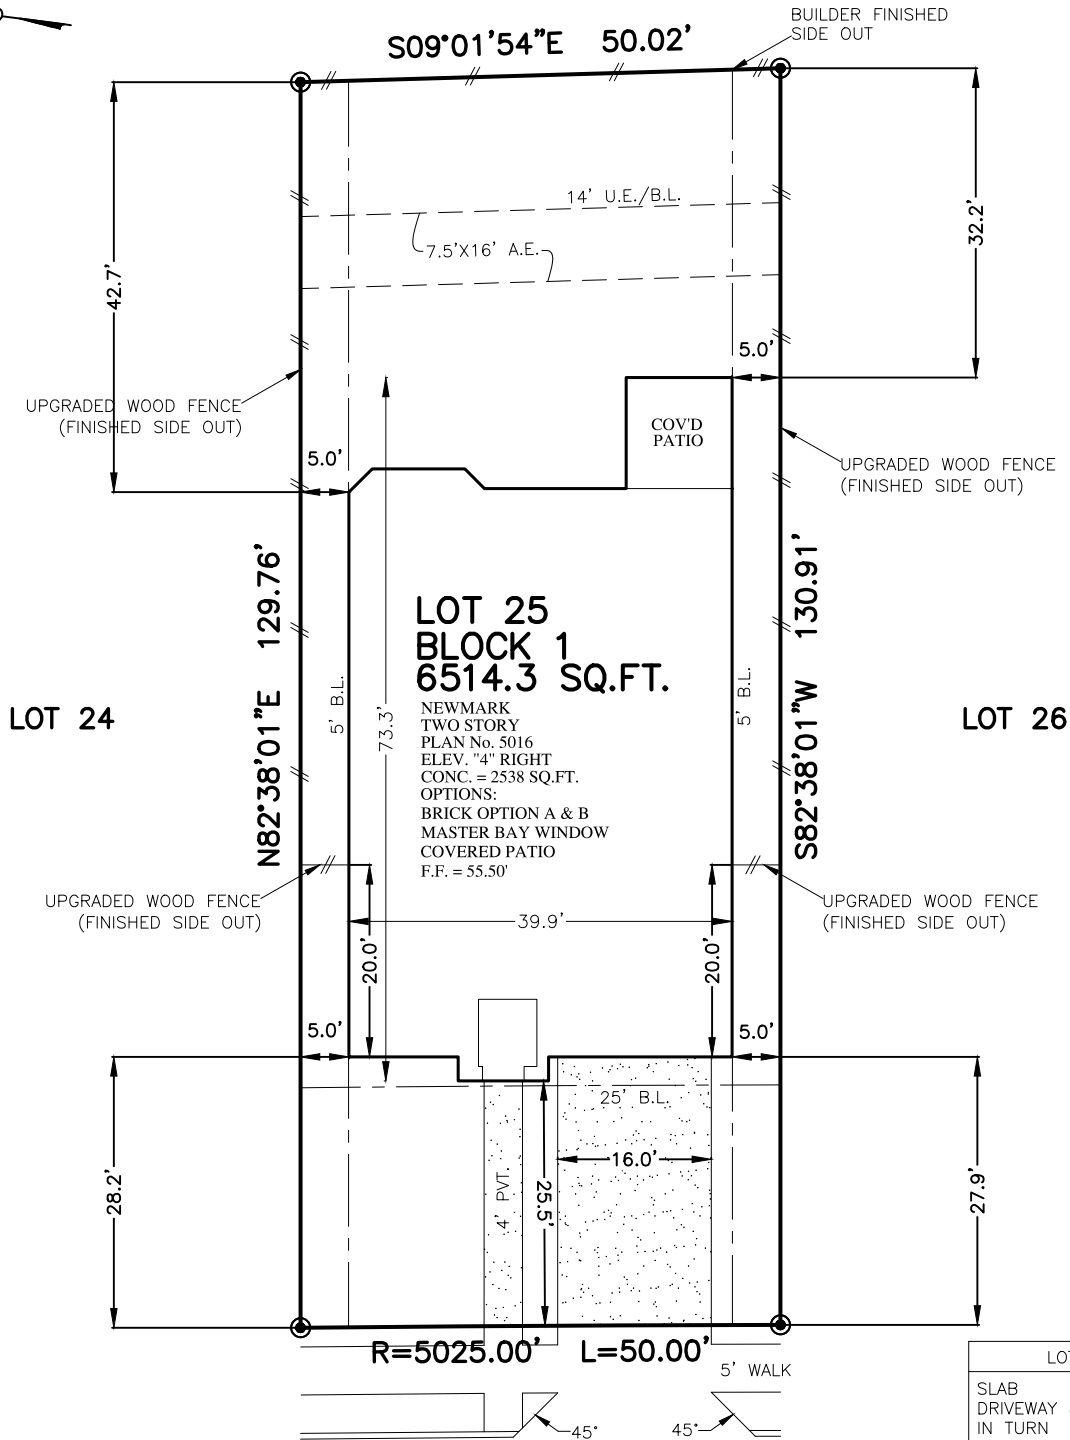 BUILDER FINISHED
SIDE OUT
S09°01'54"E 50.02'
42.7'
32.2'
14' U.E./B.L.
7.5'X16' A.E.
5.0'
UPGRADED WOOD FENCE
(FINISHED SIDE OUT)
COV'D
PATIO
5.0'
UPGRADED WOOD FENCE
(FINISHED SIDE OUT)
N82°38'01"E 129.76'
S82°38'01"W 130.91'
LOT 25
BLOCK 1
6514.3 SQ.FT.
5' B.L.
73.3'
5' B.L.
LOT 24
LOT 26
NEWMARK
TWO STORY
PLAN No. 5016
ELEV. "4" RIGHT
CONC. = 2538 SQ.FT.
OPTIONS:
BRICK OPTION A & B
MASTER BAY WINDOW
COVERED PATIO
F.F. = 55.50'
UPGRADED WOOD FENCE
(FINISHED SIDE OUT)
UPGRADED WOOD FENCE
(FINISHED SIDE OUT)
39.9'
20.0'
20.0'
5.0'
5.0'
25' B.L.
16.0'
28.2'
4' PVT.
25.5'
27.9'
R=5025.00' L=50.00'
5' WALK
45°
45°
LOT
SLAB
DRIVEWAY
IN TURN